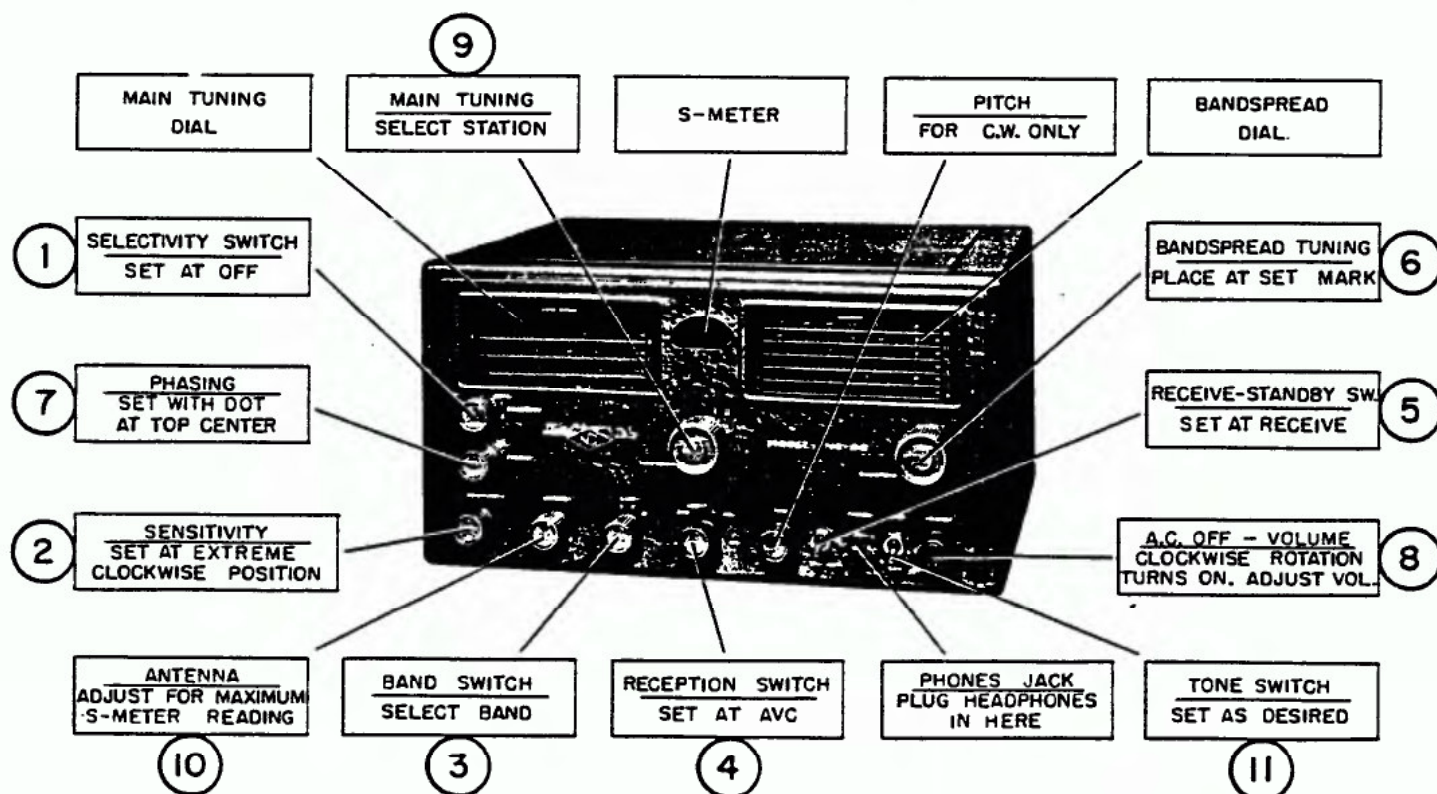 9
MAIN TUNING
DIAL
MAIN TUNING
SELECT STATION
S-METER
PITCH
FOR C.W. ONLY
BANDSPREAD
DIAL.
1
SELECTIVITY SWITCH
SET AT OFF
BANDSPREAD TUNING
PLACE AT SET MARK
6
7
PHASING
SET WITH DOT
AT TOP CENTER
RECEIVE-STANDBY SW.
SET AT RECEIVE
5
2
SENSITIVITY
SET AT EXTREME
CLOCKWISE POSITION
A.C. OFF - VOLUME
CLOCKWISE ROTATION
TURNS ON. ADJUST VOL.
8
ANTENNA
ADJUST FOR MAXIMUM
S-METER READING
10
BAND SWITCH
SELECT BAND
3
RECEPTION SWITCH
SET AT AVC
4
PHONES JACK
PLUG HEADPHONES
IN HERE
TONE SWITCH
SET AS DESIRED
11